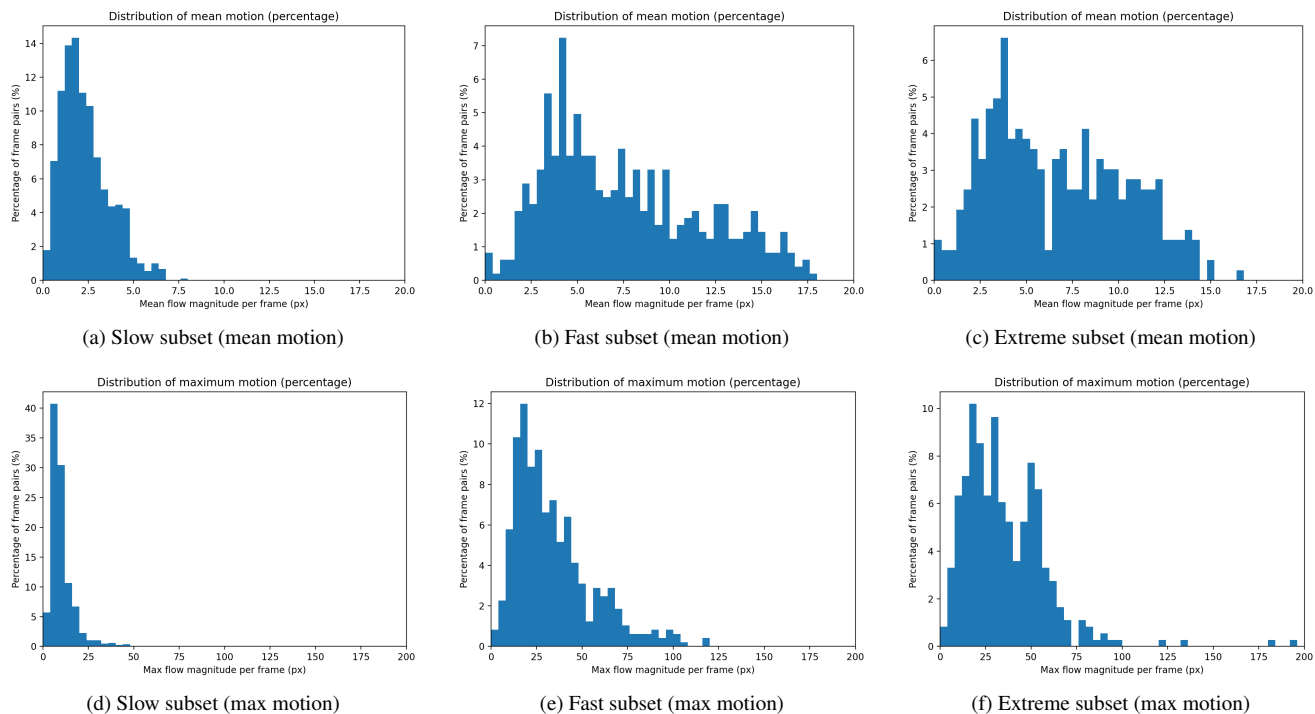 Distribution of mean motion (percentage)
Percentage of frame pairs (%)
14
12
10
8
6
4
2
0
0.0 2.5 5.0 7.5 10.0 12.5 15.0 17.5 20.0
Mean flow magnitude per frame (px)
(a) Slow subset (mean motion)
Distribution of mean motion (percentage)
Percentage of frame pairs (%)
7
6
5
4
3
2
1
0
0.0 2.5 5.0 7.5 10.0 12.5 15.0 17.5 20.0
Mean flow magnitude per frame (px)
(b) Fast subset (mean motion)
Distribution of mean motion (percentage)
Percentage of frame pairs (%)
6
5
4
3
2
1
0
0.0 2.5 5.0 7.5 10.0 12.5 15.0 17.5 20.0
Mean flow magnitude per frame (px)
(c) Extreme subset (mean motion)
Distribution of maximum motion (percentage)
Percentage of frame pairs (%)
40
35
30
25
20
15
10
5
0
0 25 50 75 100 125 150 175 200
Max flow magnitude per frame (px)
(d) Slow subset (max motion)
Distribution of maximum motion (percentage)
Percentage of frame pairs (%)
12
10
8
6
4
2
0
0 25 50 75 100 125 150 175 200
Max flow magnitude per frame (px)
(e) Fast subset (max motion)
Distribution of maximum motion (percentage)
Percentage of frame pairs (%)
10
8
6
4
2
0
0 25 50 75 100 125 150 175 200
Max flow magnitude per frame (px)
(f) Extreme subset (max motion)